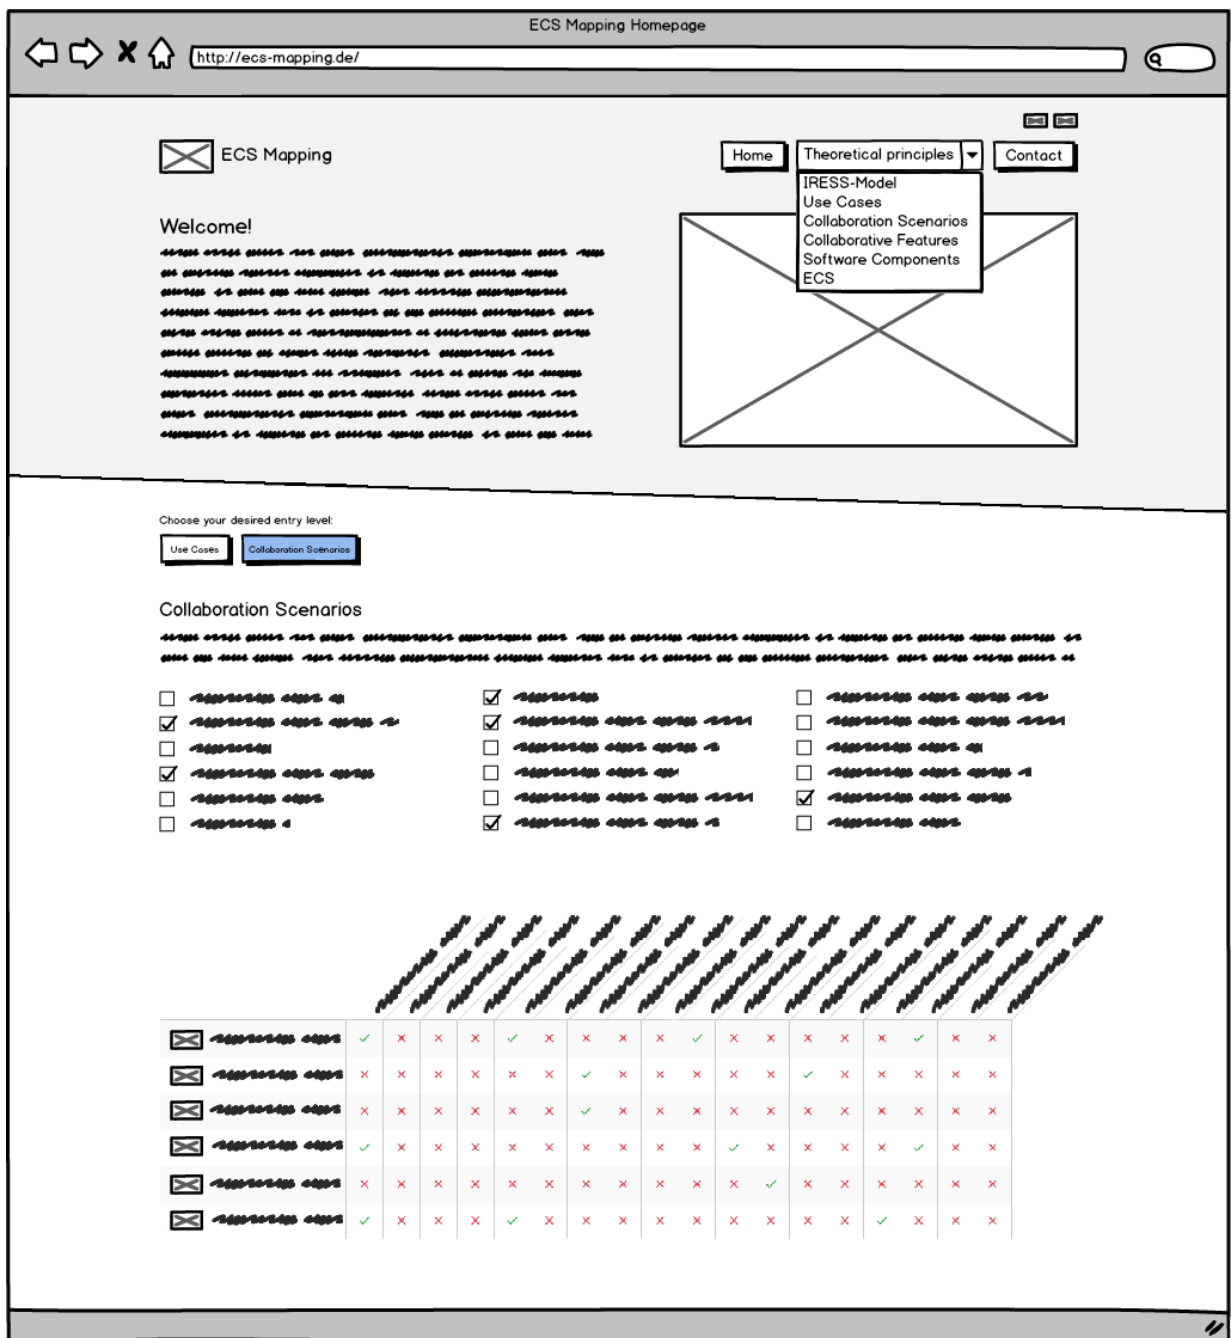 ECS Mapping Homepage
http://ecs-mapping.de/
ECS Mapping
Home
Theoretical principles
Contact
IRESS-Model
Use Cases
Collaboration Scenarios
Collaborative Features
Software Components
ECS
Welcome!
Choose your desired entry level:
Use Cases
Collaboration Scenarios
Collaboration Scenarios